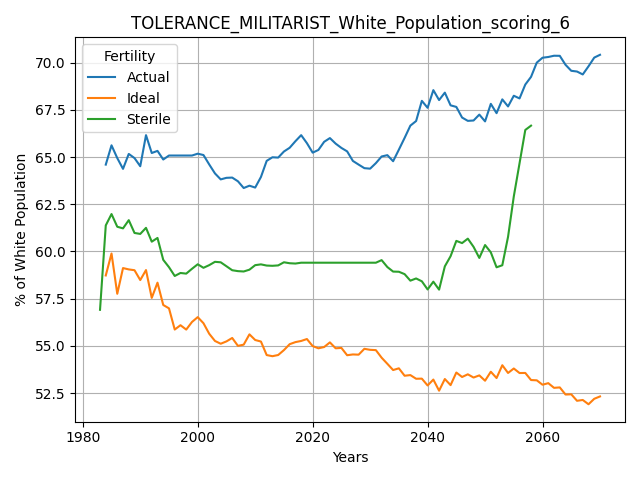 TOLERANCE_MILITARIST_White_Population_scoring_6
Fertility
Actual
Ideal
Sterile
% of White Population
70.0
67.5
65.0
62.5
60.0
57.5
55.0
52.5
1980
2000
2020
2040
2060
Years